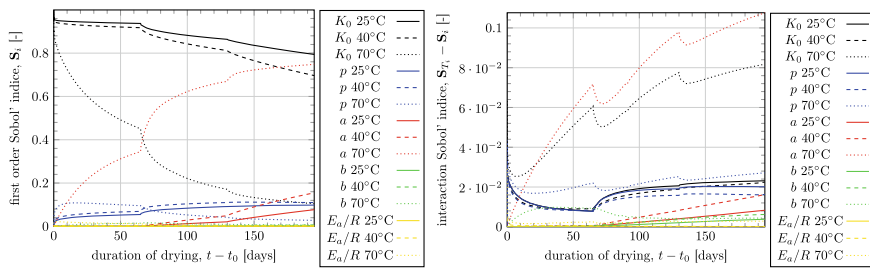 first order Sobol' indice, S_i [-]
0.8
0.6
0.4
0.2
0
0
50
100
150
duration of drying, t − t_0 [days]
K_0 25°C
K_0 40°C
K_0 70°C
p 25°C
p 40°C
p 70°C
a 25°C
a 40°C
a 70°C
b 25°C
b 40°C
b 70°C
E_a/R 25°C
E_a/R 40°C
E_a/R 70°C
interaction Sobol' indice, S_{T_i} − S_i
0.1
8 · 10^{-2}
6 · 10^{-2}
4 · 10^{-2}
2 · 10^{-2}
0
0
50
100
150
duration of drying, t − t_0 [days]
K_0 25°C
K_0 40°C
K_0 70°C
p 25°C
p 40°C
p 70°C
a 25°C
a 40°C
a 70°C
b 25°C
b 40°C
b 70°C
E_a/R 25°C
E_a/R 40°C
E_a/R 70°C